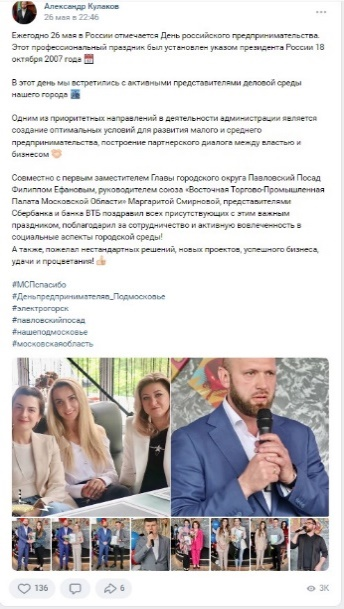 Александр Кулаков
26 мая в 22:46
Ежегодно 26 мая в России отмечается День российского предпринимательства.
Этот профессиональный праздник был установлен указом президента России 18
октября 2007 года
В этот день мы встретились с активными представителями деловой среды
нашего города
Одним из приоритетных направлений в деятельности администрации является
создание оптимальных условий для развития малого и среднего
предпринимательства, построение партнерского диалога между властью и
бизнесом
Совместно с первым заместителем Главы городского округа Павловский Посад
Филиппом Ефановым, руководителем союза «Восточная Торгово-Промышленная
Палата Московской Области» Маргаритой Смирновой, представителями
Сбербанка и банка ВТБ поздравил всех присутствующих с этим важным
праздником, поблагодарил за сотрудничество и активную вовлеченность в
социальные аспекты городской среды!
А также, пожелал нестандартных решений, новых проектов, успешного бизнеса,
удачи и процветания!
#МСПспасибо
#Деньпредпринимателяв_Подмосковье
#электрогорск
#павловскийпосад
#нашеподмосковье
#московскаяобласть
136
6
3K